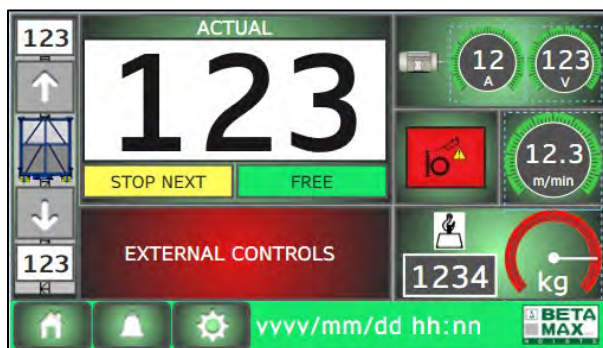 123
ACTUAL
123
STOP NEXT
FREE
12
A
123
V
12.3
m/min
123
EXTERNAL CONTROLS
1234
kg
yyyy/mm/dd hh:nn
BETA
MAX
HOISTS